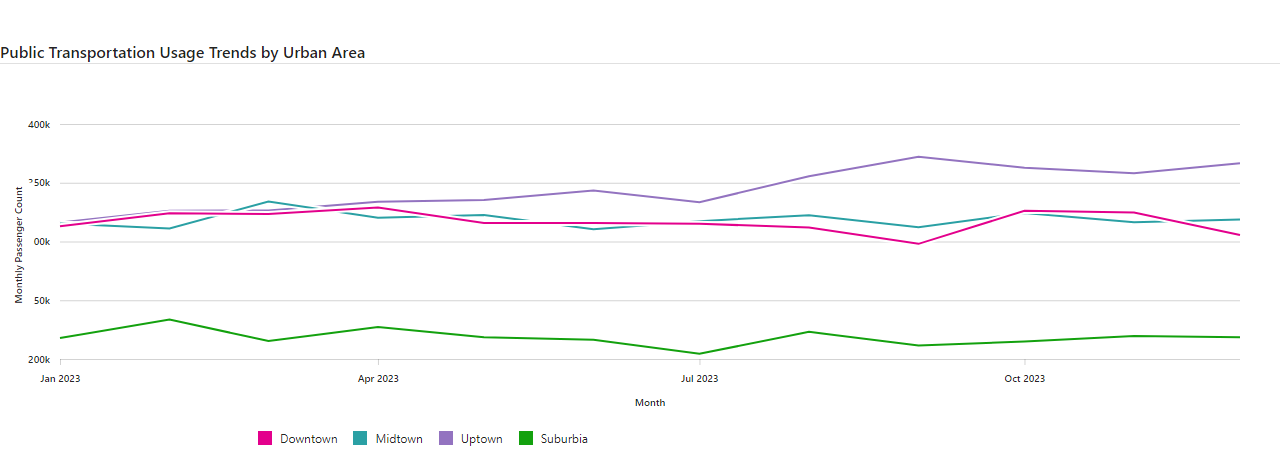 Public Transportation Usage Trends by Urban Area
400k
50k
00k
50k
200k
Monthly Passenger Count
Jan 2023
Apr 2023
Jul 2023
Oct 2023
Month
Downtown
Midtown
Uptown
Suburbia